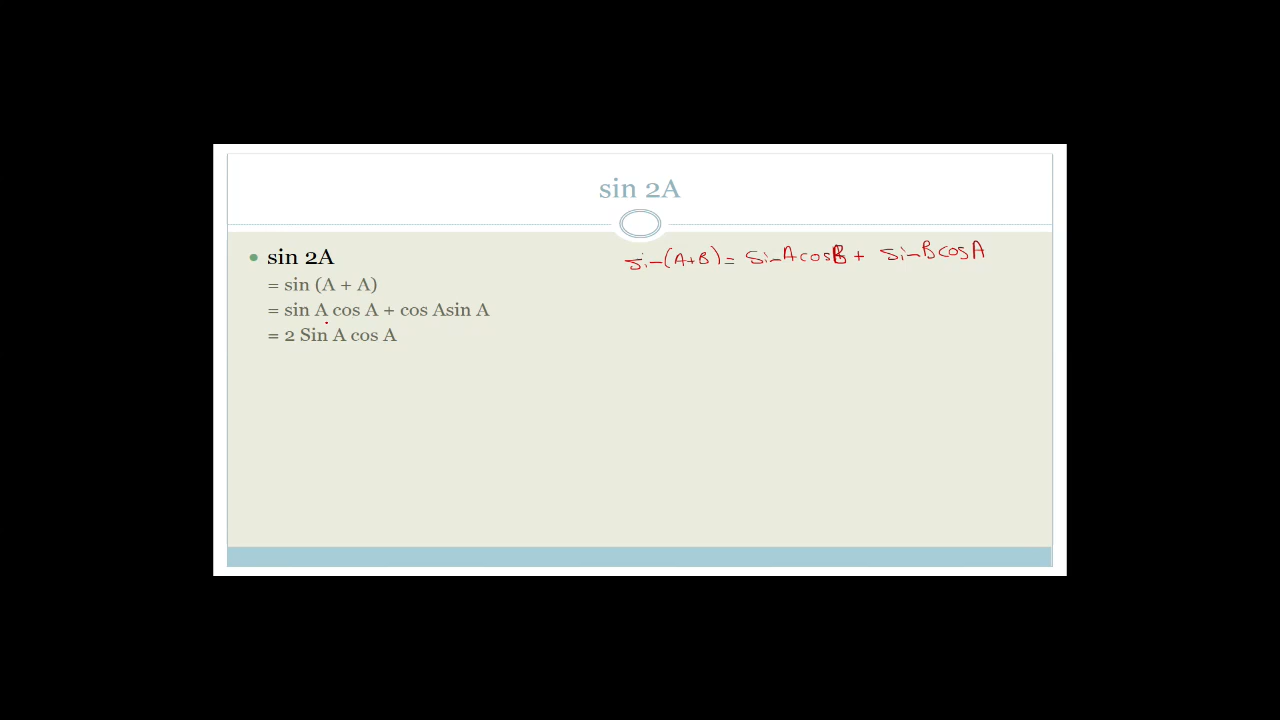 sin 2A
sin 2A
sin(A+B) = sinAcosB + sinBcosA
= sin (A + A)
= sin A cos A + cos Asin A
= 2 Sin A cos A